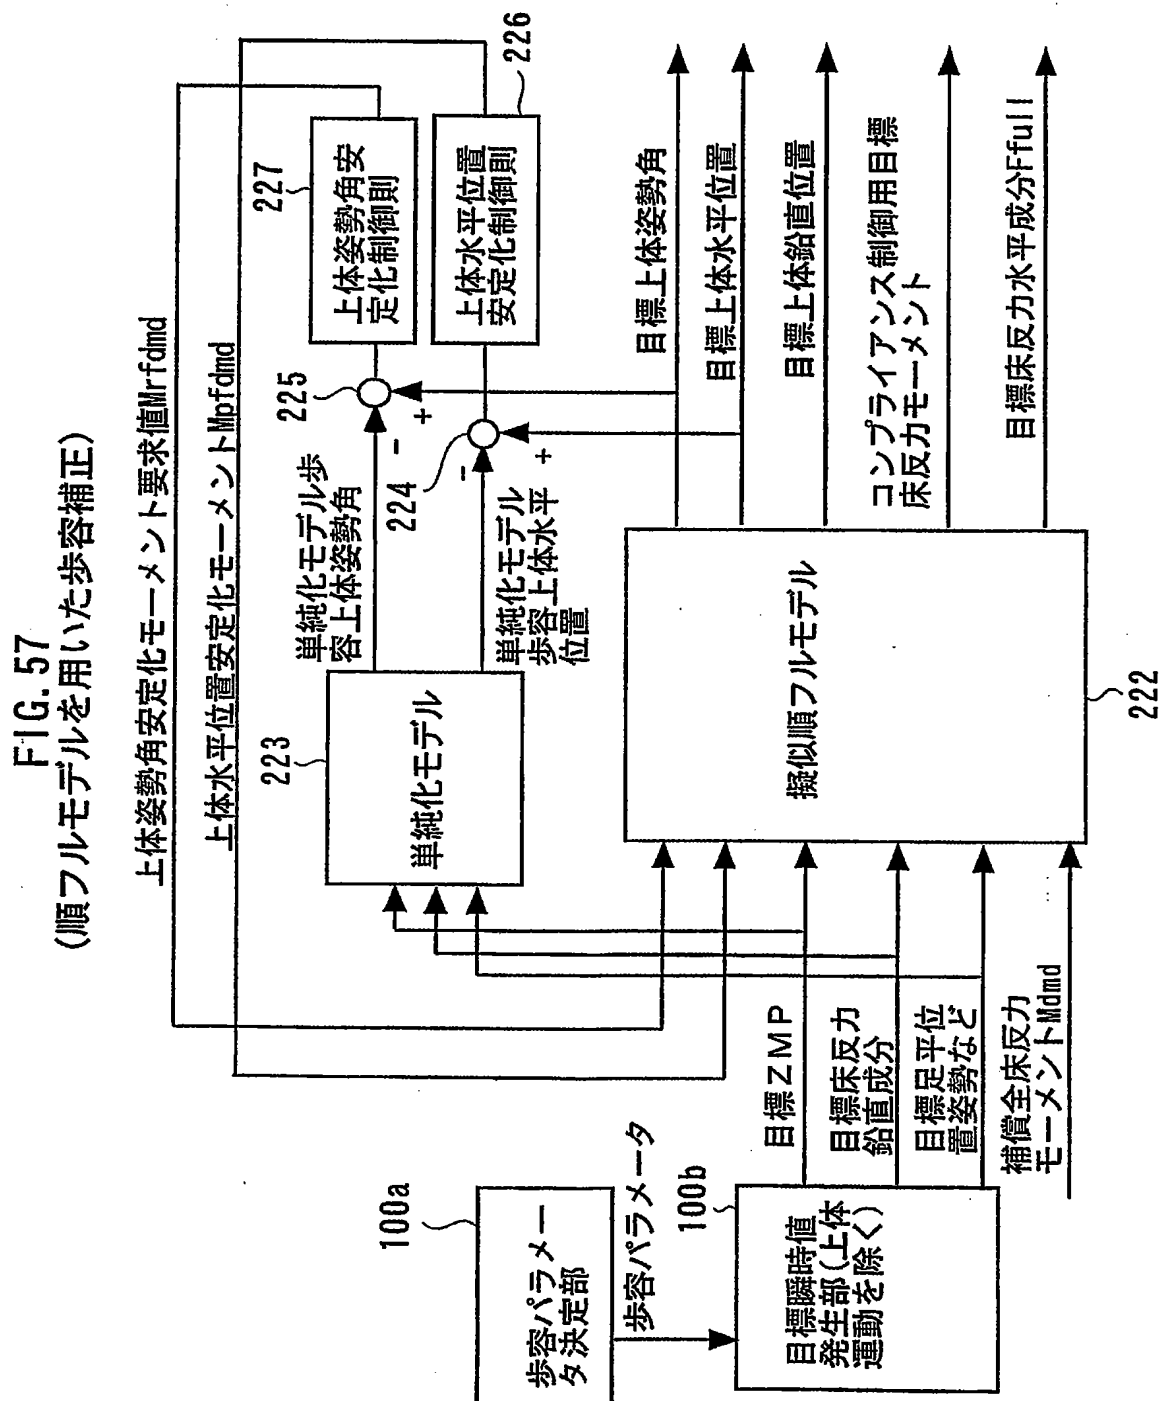 FIG. 57
(順フルモデルを用いた歩容補正)
上体姿勢角安定化モーメント要求値Mrfdmd
上体水平位置安定化モーメントMpfdmd
227
上体姿勢角安
定化制御則
226
上体水平位置
安定化制御則
225
+
-
224
-
+
単純化モデル歩
容上体姿勢角
単純化モデル
歩容上体水平
位置
223
単純化モデル
100a
歩容パラメー
タ決定部
歩容パラメータ
100b
目標瞬時値
発生部(上体
運動を除く)
目標ZMP
目標床反力
鉛直成分
目標足平位
置姿勢など
補償全床反力
モーメントMdmd
擬似順フルモデル
222
目標上体姿勢角
目標上体水平位置
目標上体鉛直位置
コンプライアンス制御用目標
床反力モーメント
目標床反力水平成分Ffull